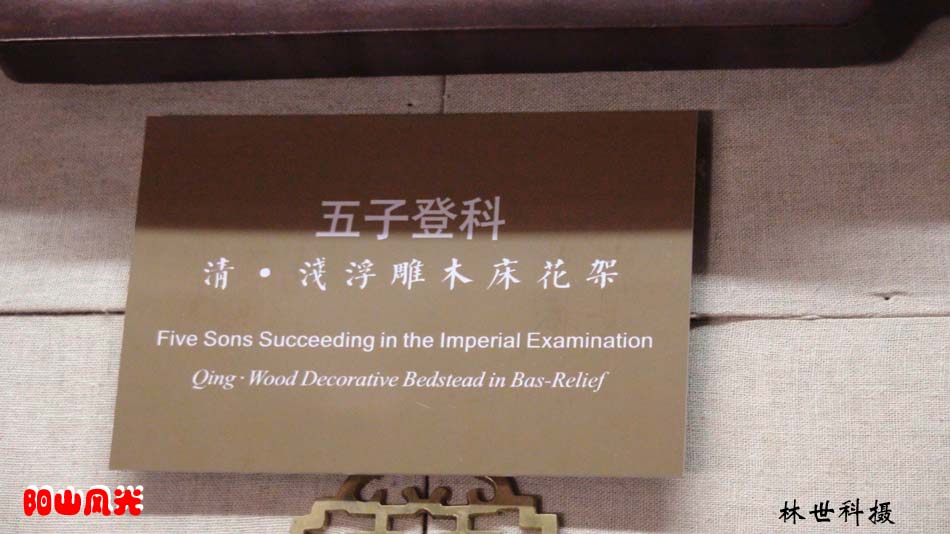 五子登科
清·淺浮雕木床花架
Five Sons Succeeding in the Imperial Examination
Qing·Wood Decorative Bedstead in Bas-Relief
阳山风光
林世科摄